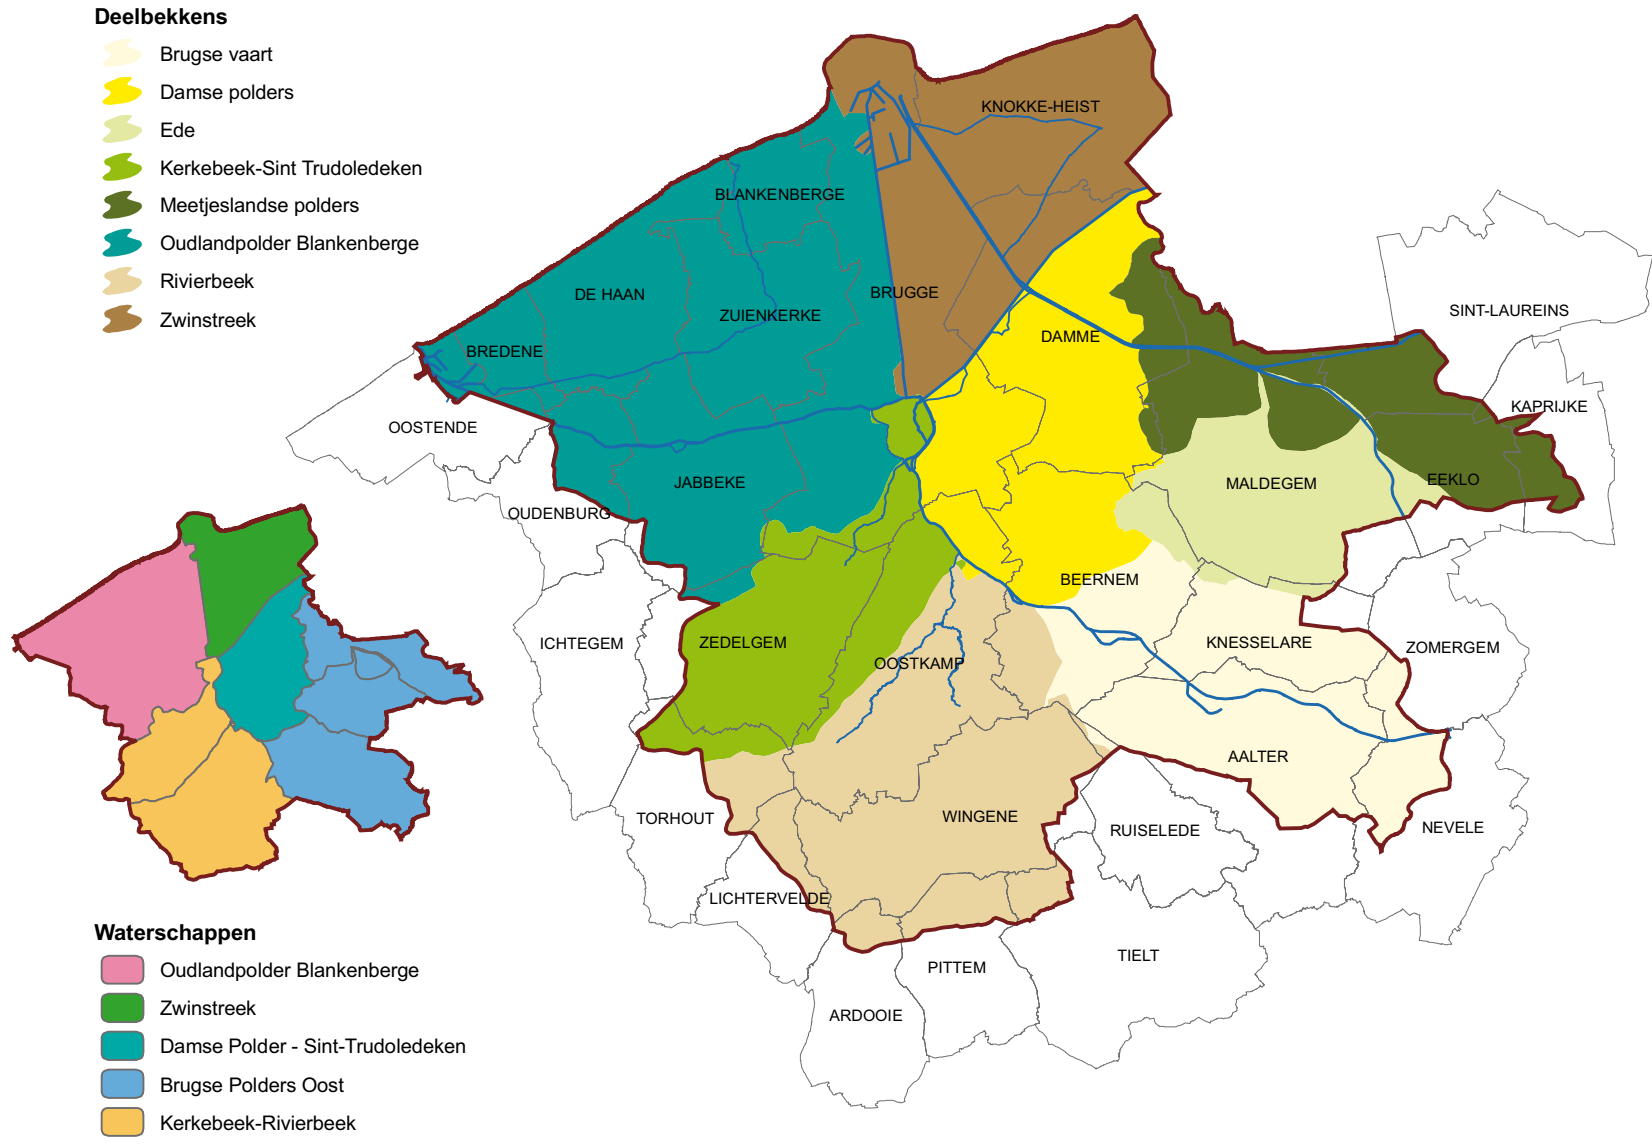 Deelbekkens
Brugse vaart
Damse polders
Ede
Kerkebeek-Sint Trudoledeken
Meetjeslandse polders
Oudlandpolder Blankenberge
Rivierbeek
Zwinstreek
KNOKKE-HEIST
BLANKENBERGE
DE HAAN
BRUGGE
ZUIENKERKE
SINT-LAUREINS
DAMME
BREDENE
KAPRIJKE
OOSTENDE
JABBEKE
MALDEGEM
EEKLO
OUDENBURG
BEERNEM
ICHTEGEM
ZEDELGEM
KNESSELARE
ZOMERGEM
OOSTKAMP
AALTER
TORHOUT
WINGENE
RUISELEDE
NEVELE
LICHTERVELDE
TIELT
PITTEM
ARDOOIE
Waterschappen
Oudlandpolder Blankenberge
Zwinstreek
Damse Polder - Sint-Trudoledeken
Brugse Polders Oost
Kerkebeek-Rivierbeek